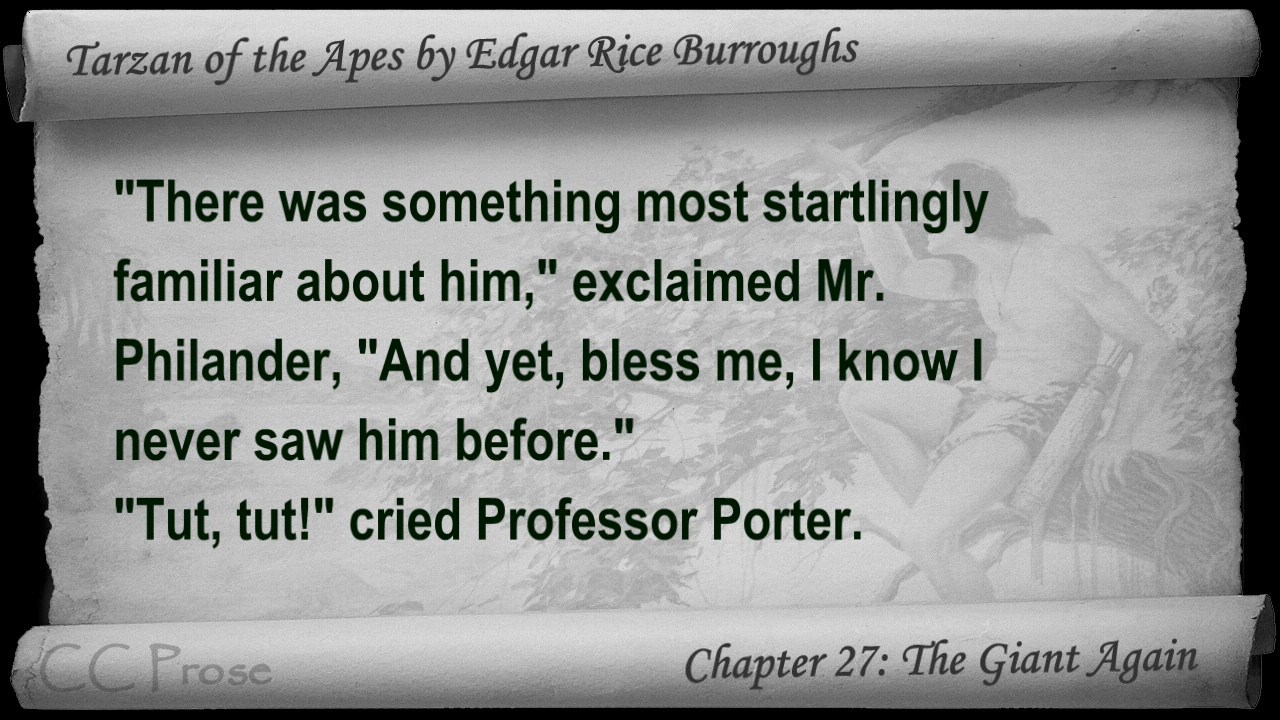 Tarzan of the Apes by Edgar Rice Burroughs
"There was something most startlingly
familiar about him," exclaimed Mr.
Philander, "And yet, bless me, I know I
never saw him before."
"Tut, tut!" cried Professor Porter.
CC Prose
Chapter 27: The Giant Again